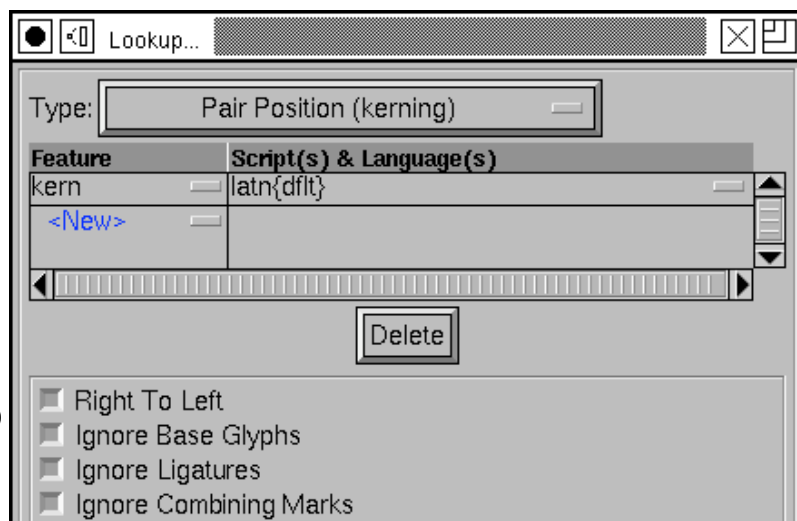 Lookup...
Type: Pair Position (kerning)
Feature Script(s) & Language(s)
kern latn{dflt}
<New>
Delete
Right To Left
Ignore Base Glyphs
Ignore Ligatures
Ignore Combining Marks